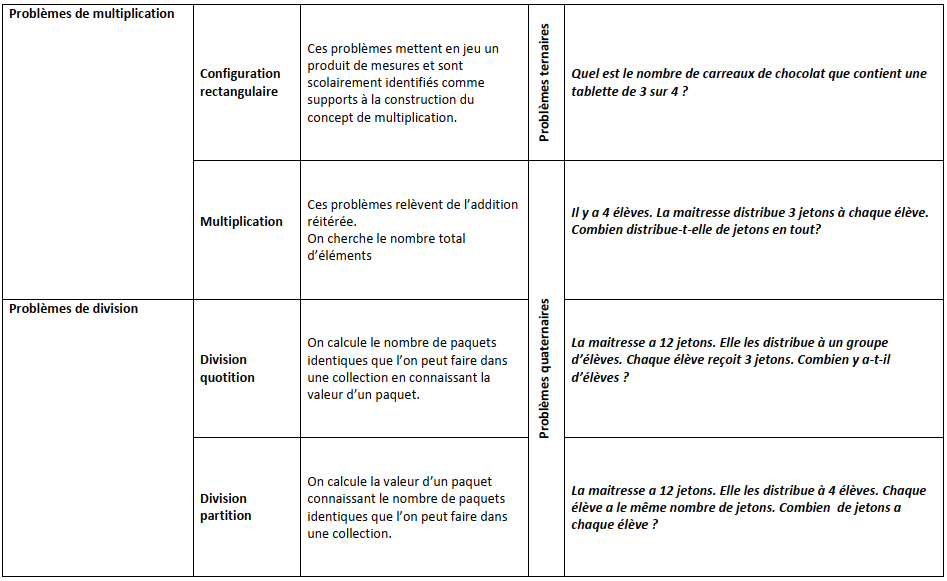 Problèmes de multiplication
Configuration
rectangulaire
Ces problèmes mettent en jeu un
produit de mesures et sont
scolairement identifiés comme
supports à la construction du
concept de multiplication.
Problèmes ternaires
Quel est le nombre de carreaux de chocolat que contient une
tablette de 3 sur 4 ?
Multiplication
Ces problèmes relèvent de l’addition
réitérée.
On cherche le nombre total
d’éléments
Problèmes quaternaires
Il y a 4 élèves. La maitresse distribue 3 jetons à chaque élève.
Combien distribue-t-elle de jetons en tout?
Problèmes de division
Division
quotition
On calcule le nombre de paquets
identiques que l’on peut faire dans
une collection en connaissant la
valeur d’un paquet.
La maitresse a 12 jetons. Elle les distribue à un groupe
d’élèves. Chaque élève reçoit 3 jetons. Combien y a-t-il
d’élèves ?
Division
partition
On calcule la valeur d’un paquet
connaissant le nombre de paquets
identiques que l’on peut faire dans
une collection.
La maitresse a 12 jetons. Elle les distribue à 4 élèves. Chaque
élève a le même nombre de jetons. Combien  de jetons a
chaque élève ?